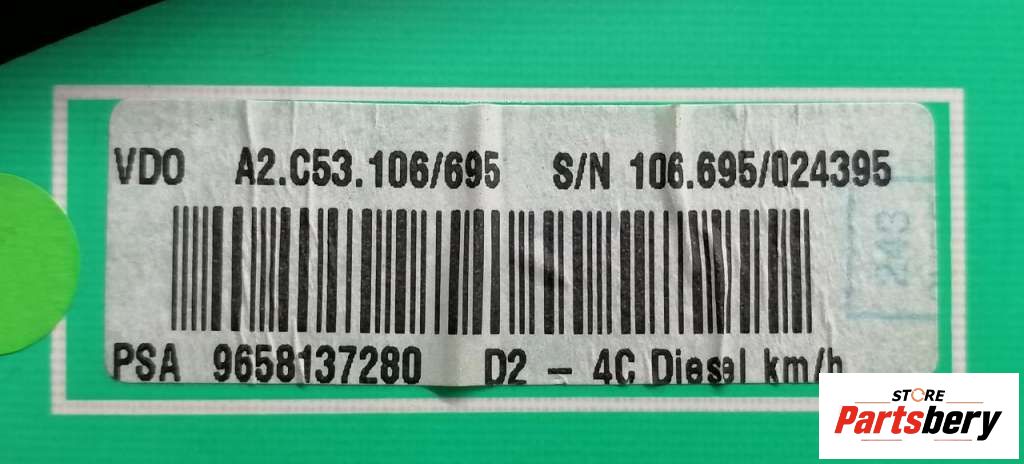 VDO A2.C53.106/695 S/N 106.695/024395
243
PSA 9658137280 D2 - 4C Diesel km/h
STORE
Partsbery